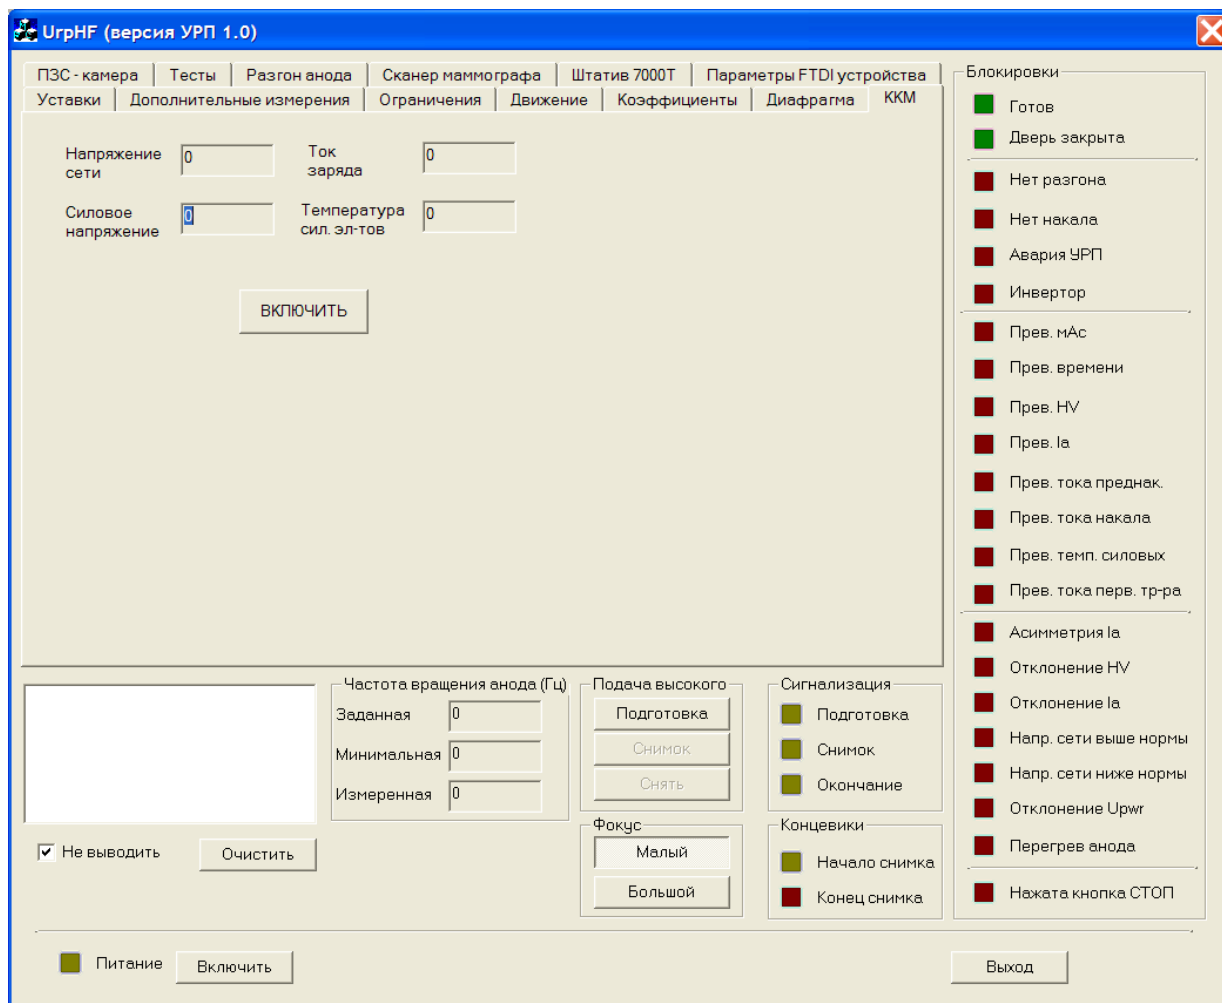 UrpHF (версия УРП 1.0)
ПЗС - камера
Тесты
Разгон анода
Сканер маммографа
Штатив 7000Т
Параметры FTDI устройства
Уставки
Дополнительные измерения
Ограничения
Движение
Коэффициенты
Диафрагма
ККМ
Напряжение
сети
0
Ток
заряда
0
Силовое
напряжение
0
Температура
сил. эл-тов
0
ВКЛЮЧИТЬ
Блокировки
Готов
Дверь закрыта
Нет разгона
Нет накала
Авария УРП
Инвертор
Прев. мАс
Прев. времени
Прев. HV
Прев. Ia
Прев. тока преднак.
Прев. тока накала
Прев. темп. силовых
Прев. тока перв. тр-ра
Асимметрия Ia
Отклонение HV
Отклонение Ia
Напр. сети выше нормы
Напр. сети ниже нормы
Отклонение Upwr
Перегрев анода
Нажата кнопка СТОП
Не выводить
Очистить
Частота вращения анода (Гц)
Заданная
0
Минимальная
0
Измеренная
0
Подача высокого
Подготовка
Снимок
Снять
Фокус
Малый
Большой
Сигнализация
Подготовка
Снимок
Окончание
Концевики
Начало снимка
Конец снимка
Питание
Включить
Выход